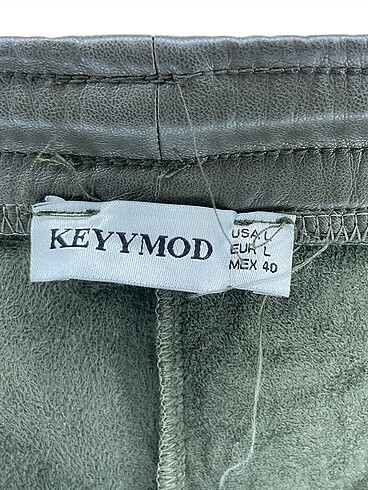 KEYYMOD
USA L
EUR L
MEX 40